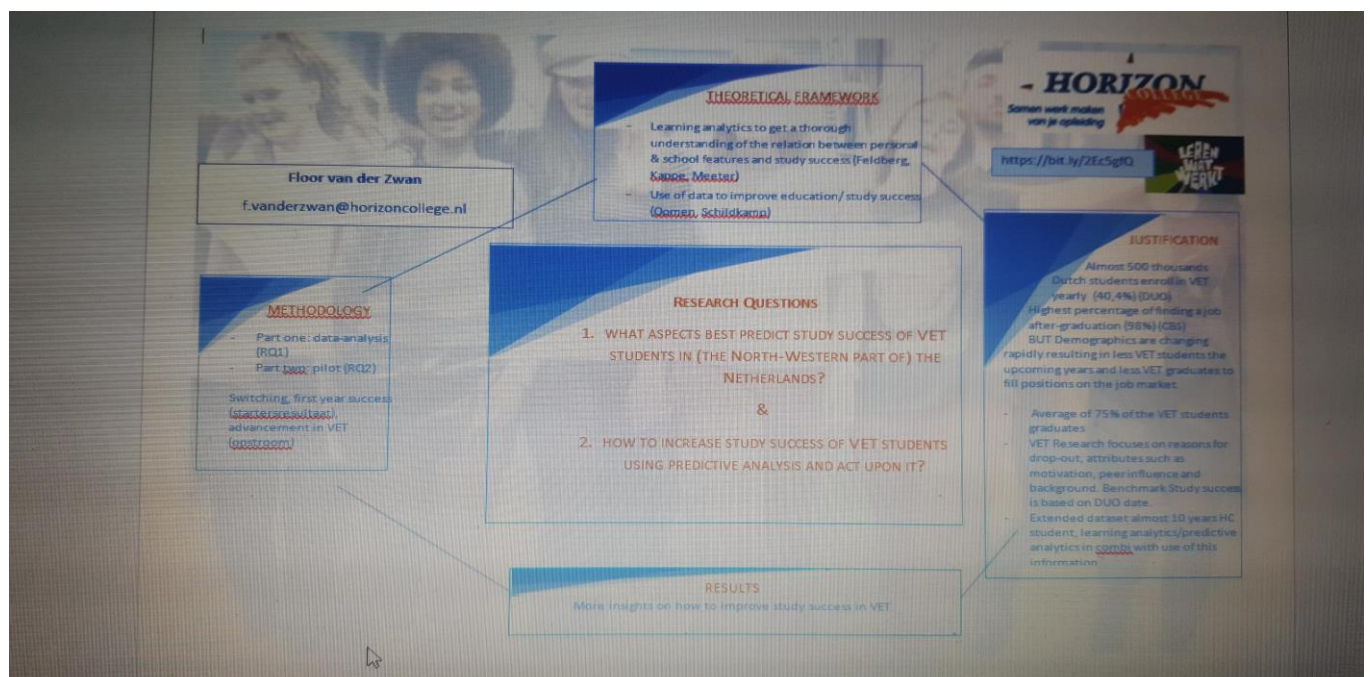 THEORETICAL FRAMEWORK
- Learning analytics to get a thorough
understanding of the relation between personal
& school features and study success (Feldberg,
Kappe, Meeter)
- Use of data to improve education/ study success
(Oomen, Schildkamp)
HORIZON
COLLEGE
Samen werk maken
van je opleiding
https://bit.ly/2Ec5gfQ
LEREN
WAT
WERKT
Floor van der Zwan
f.vanderzwan@horizoncollege.nl
METHODOLOGY
- Part one: data-analysis
(RQ1)
- Part two: pilot (RQ2)
Switching, first year success
(startersresultaat),
advancement in VET
(opstroom)
RESEARCH QUESTIONS
1. WHAT ASPECTS BEST PREDICT STUDY SUCCESS OF VET
STUDENTS IN (THE NORTH-WESTERN PART OF) THE
NETHERLANDS?
&
2. HOW TO INCREASE STUDY SUCCESS OF VET STUDENTS
USING PREDICTIVE ANALYSIS AND ACT UPON IT?
JUSTIFICATION
Almost 500 thousands
Dutch students enroll in VET
yearly (40,4%) (DUO)
Highest percentage of finding a job
after-graduation (98%) (CBS)
BUT Demographics are changing
rapidly resulting in less VET students the
upcoming years and less VET graduates to
fill positions on the job market.
- Average of 75% of the VET students
graduates
- VET Research focuses on reasons for
drop-out, attributes such as
motivation, peer influence and
background. Benchmark Study success
is based on DUO date.
- Extended dataset almost 10 years HC
student, learning analytics/predictive
analytics in combi with use of this
information
RESULTS
More insights on how to improve study success in VET